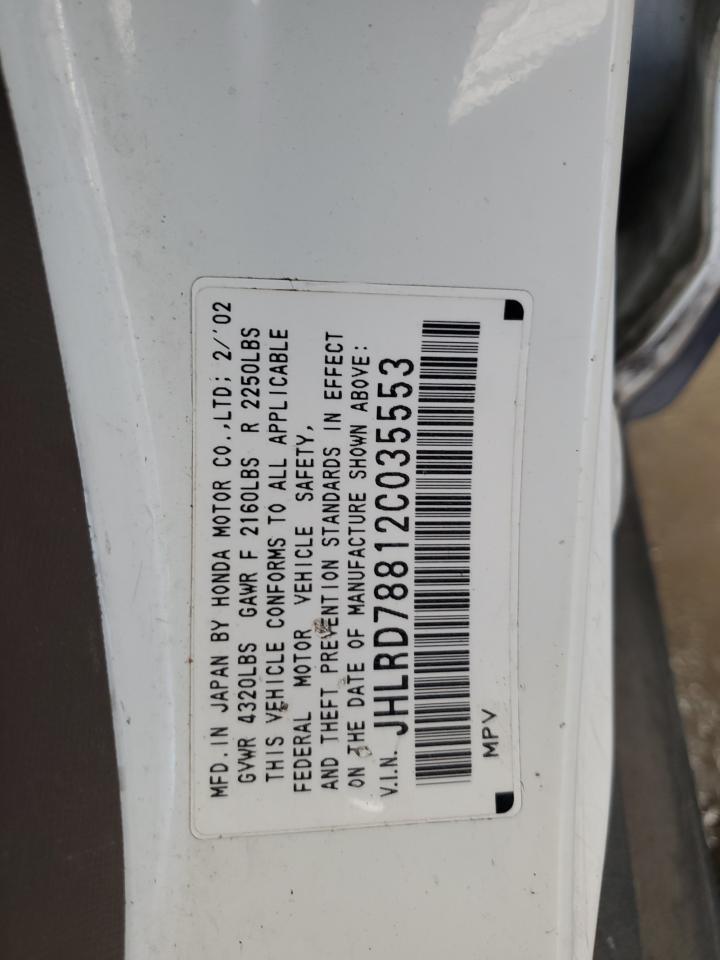 MFD.IN JAPAN BY HONDA MOTOR CO.,LTD; 2/'02
GVWR 4320LBS GAWR F 2160LBS R 2250LBS
THIS VEHICLE CONFORMS TO ALL APPLICABLE
FEDERAL MOTOR VEHICLE SAFETY,
AND THEFT PREVENTION STANDARDS IN EFFECT
ON THE DATE OF MANUFACTURE SHOWN ABOVE:
V.I.N. JHLRD78812C035553
MPV